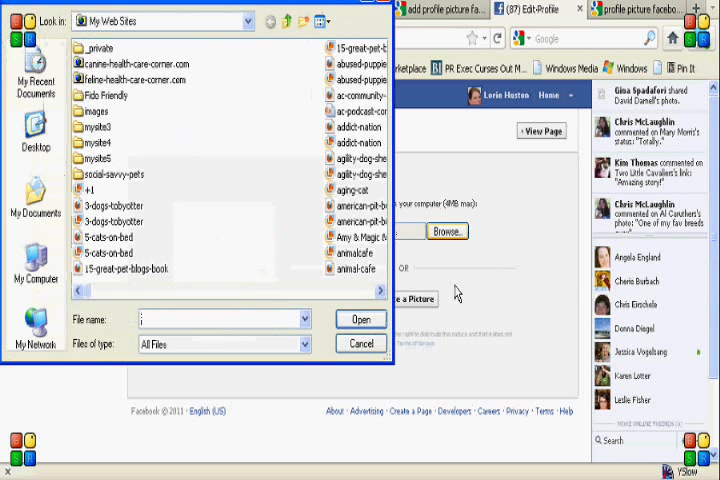 Look in:
My Web Sites
add profile picture fa...
(87) Edit-Profile
profile picture facebo...
Google
My Recent
Documents
Desktop
My Documents
My Computer
My Network
_private
canine-health-care-corner.com
feline-health-care-corner.com
Fido Friendly
images
mysite3
mysite4
mysite5
social-savvy-pets
+1
3-dogs-tobyotter
3-dogs-tobyotter
5-cats-on-bed
5-cats-on-bed
15-great-pet-blogs-book
15-great-pet-b
abused-puppie
abused-puppie
ac-community-
ac-podcast-co
addict-nation
addict-nation
agility-dog-she
agility-dog-she
aging-cat
american-pit-b
american-pit-b
Amy & Magic
animalcafe
animal-cafe
File name:
Open
Files of type:
All Files
Cancel
rketplace
PR Exec Curses Out M...
Windows Media
Windows
Pin It
Lorie Huston
Home
View Page
your computer (4MB max):
Browse...
OR
e a Picture
Terms of Service
Facebook © 2011 · English (US)
About · Advertising · Create a Page · Developers · Careers · Privacy · Terms · Help
Gina Spadafori shared
David Darnell's photo.
Chris McLaughlin
commented on Mary Morris's
status: "Totally."
Kim Thomas commented on
Two Little Cavaliers's link:
"Amazing story!"
Chris McLaughlin
commented on Al Caruthers's
photo: "One of my fav breeds
Angela England
Cherie Burbach
Chris Eirschele
Donna Diegel
Jessica Vogelsang
Karen Lotter
Leslie Fisher
MORE ONLINE FRIENDS (4)
Search
YSlow
B
S R
B
S R
B
S R
B
S R